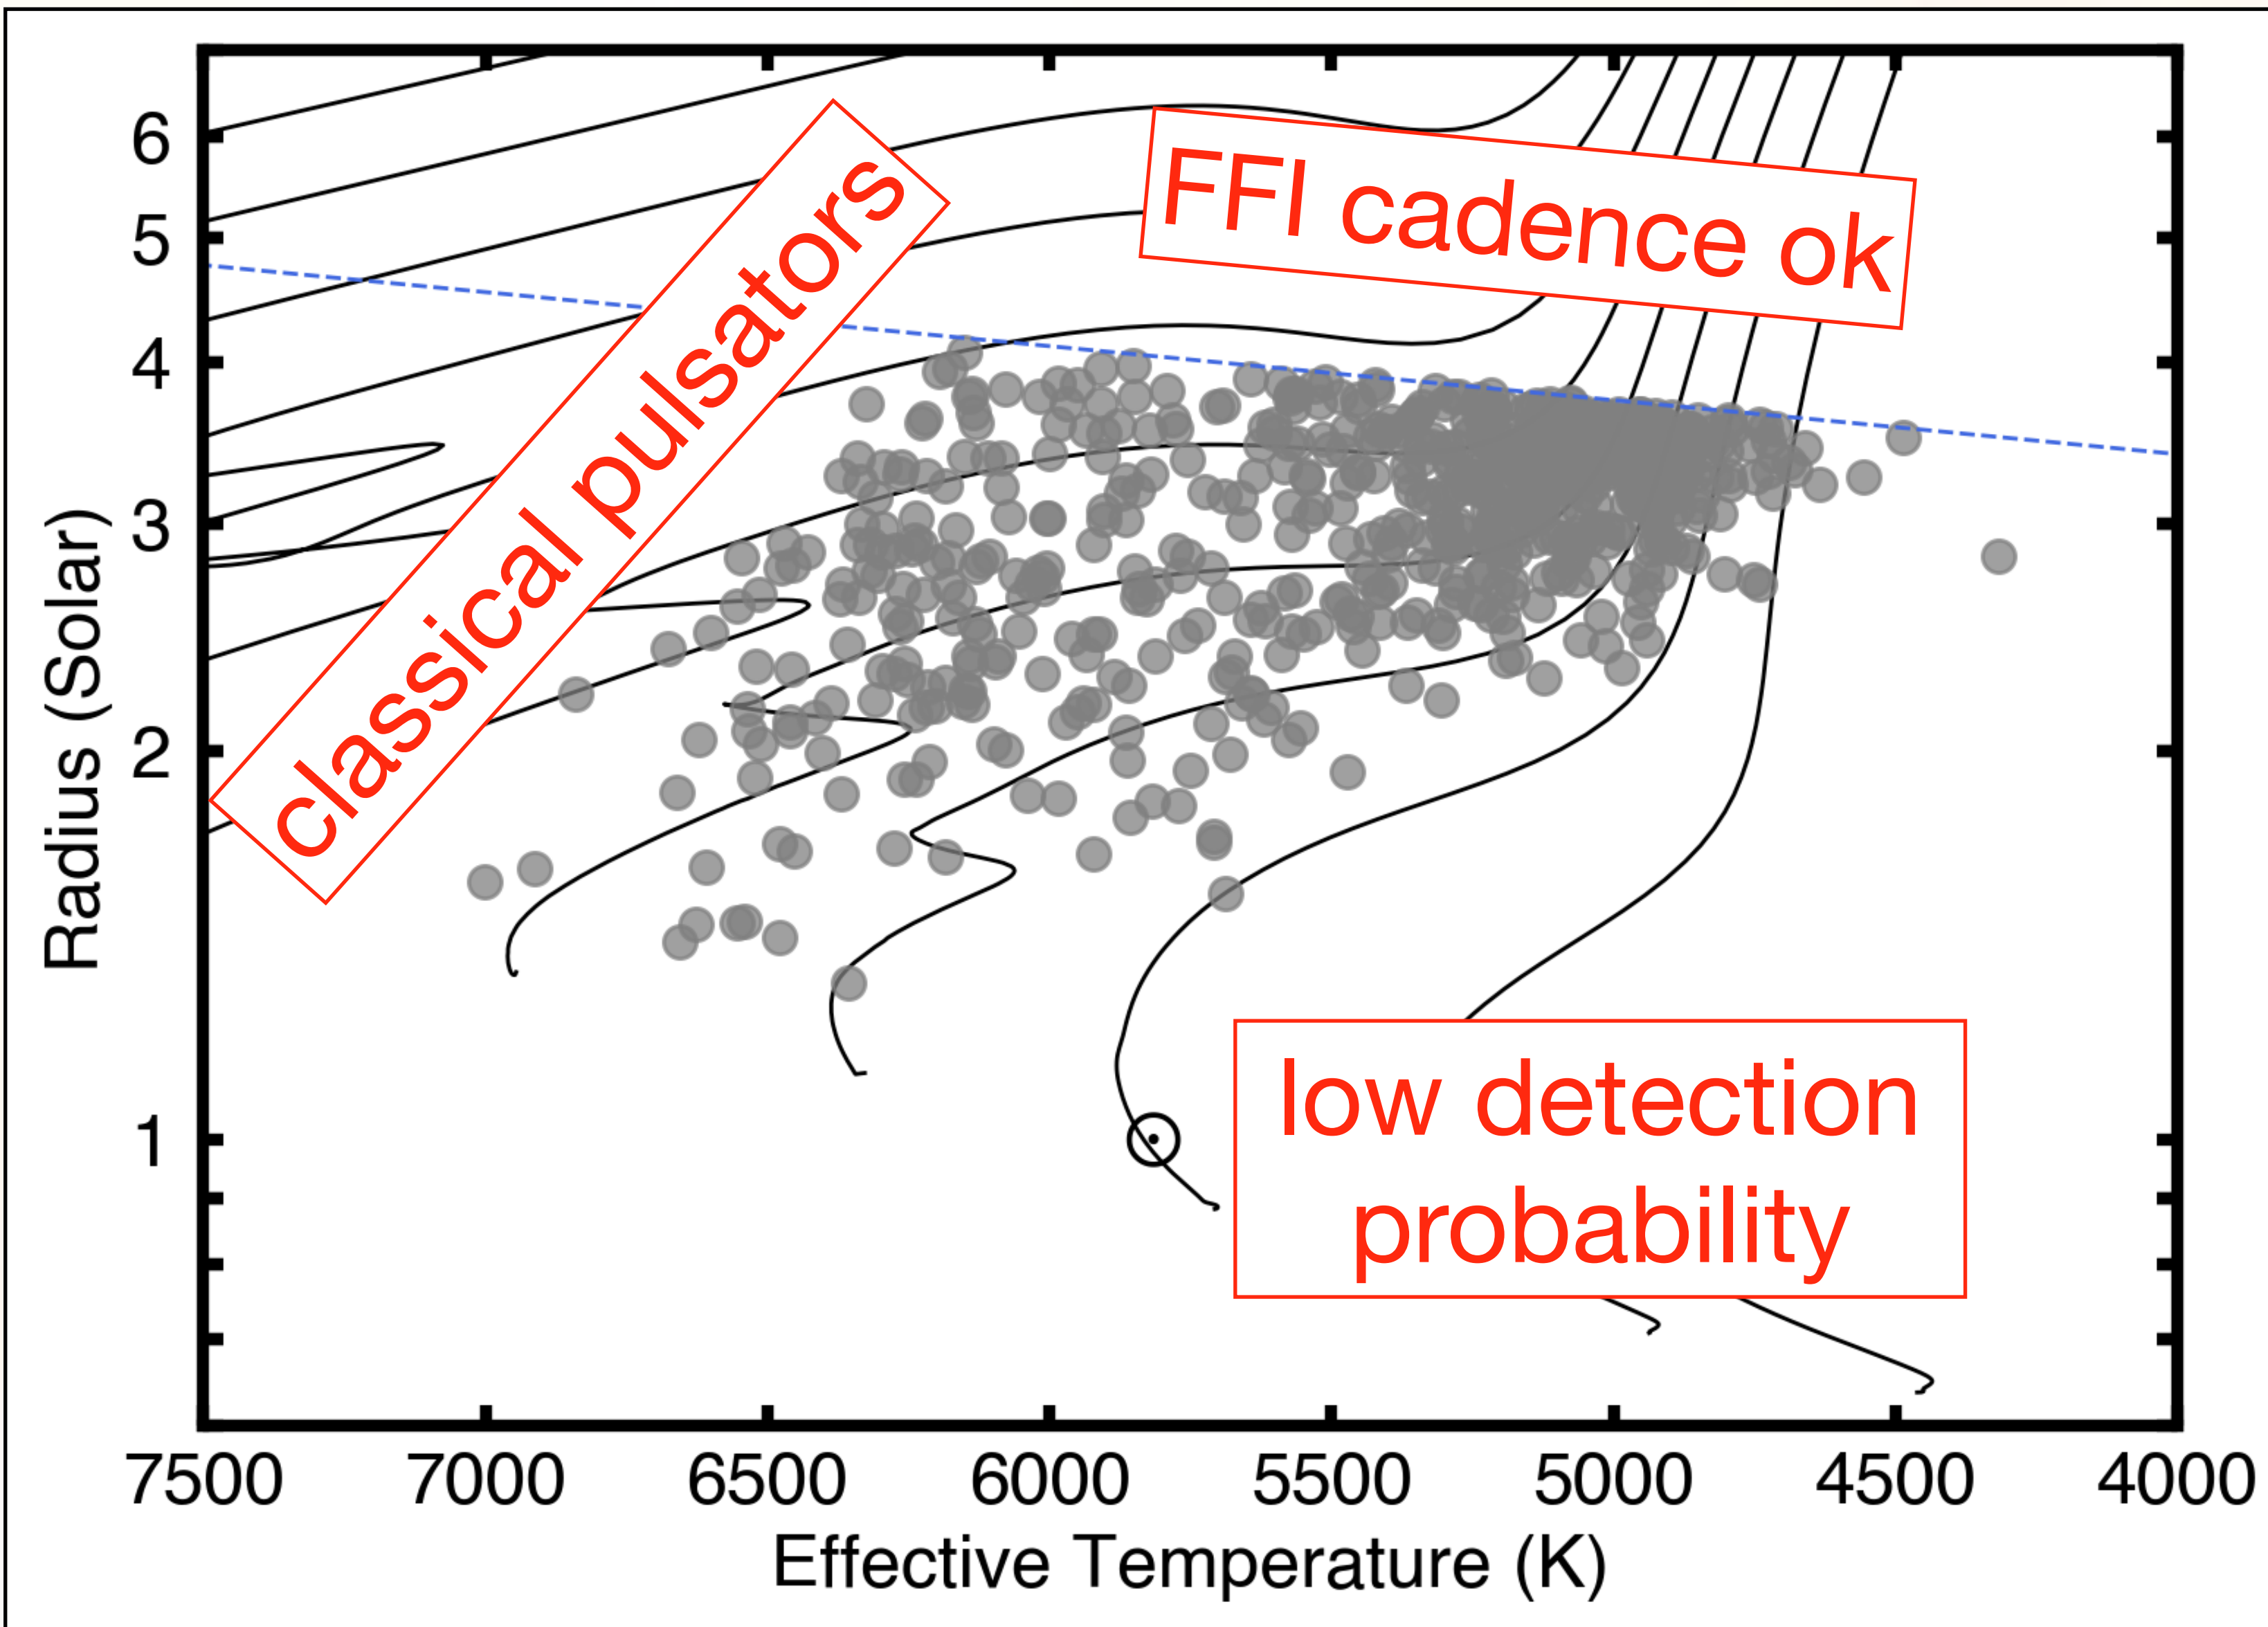 classical pulsators
FFI cadence ok
low detection
probability
6
5
4
3
2
1
Radius (Solar)
7500 7000 6500 6000 5500 5000 4500 4000
Effective Temperature (K)